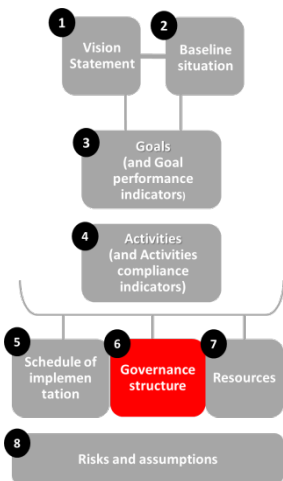 1
2
Vision
Statement
Baseline
situation
3
Goals
(and Goal
performance
indicators)
4
Activities
(and Activities
compliance
indicators)
5
Schedule of
implemen
tation
6
Governance
structure
7
Resources
8
Risks and assumptions